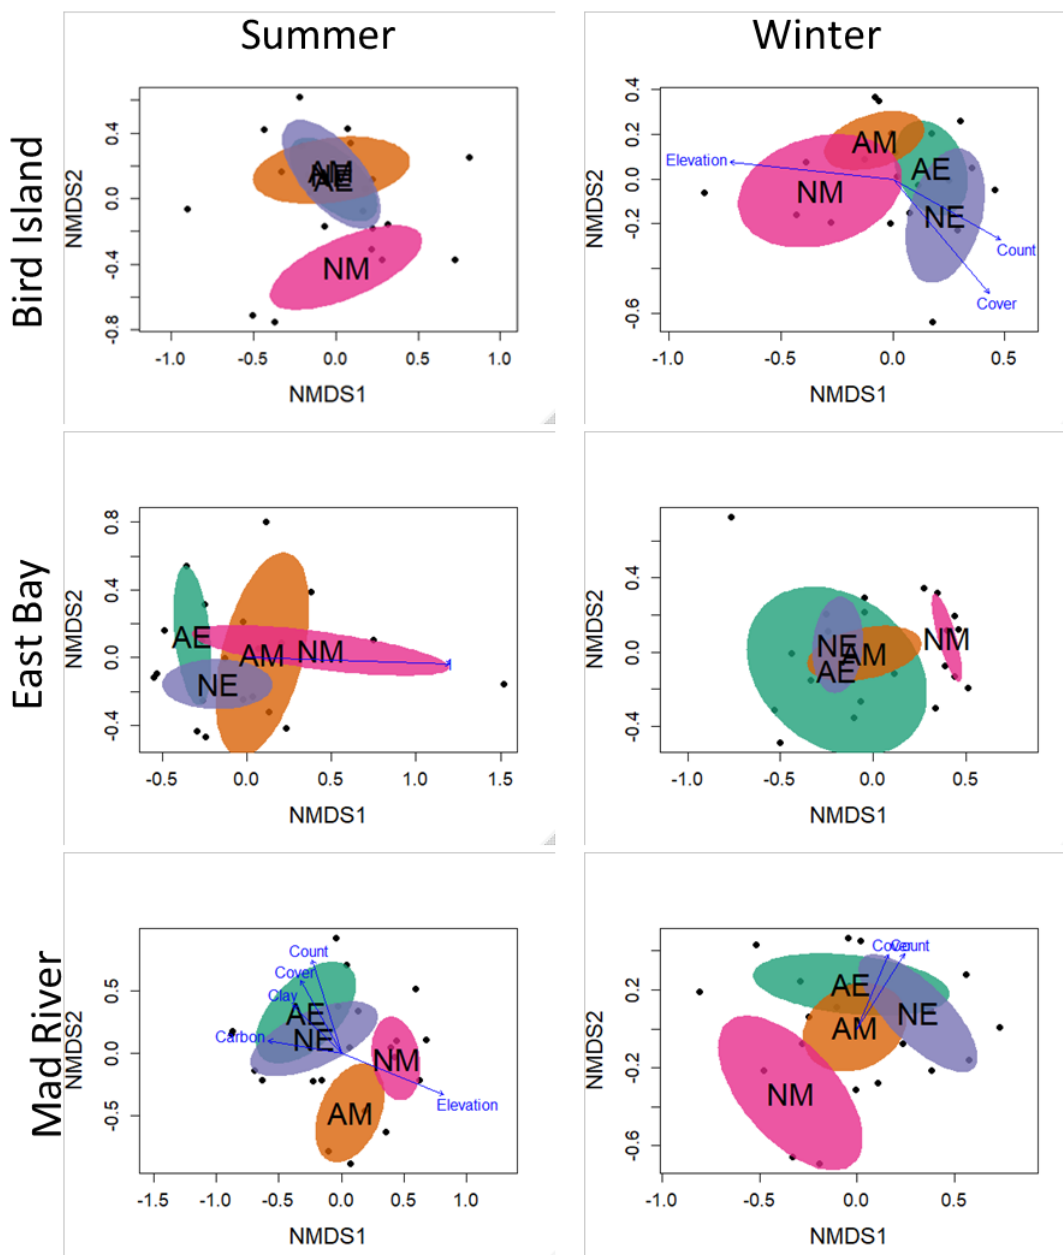 Summer Winter
Bird Island
NMDS2
0.4
0.0
-0.4
-0.8
AM
AE
NM
-1.0 -0.5 0.0 0.5 1.0
NMDS1
NMDS2
0.4
0.2
0.0
-0.2
-0.6
AM
Elevation
AE
NM
NE
Count
Cover
-1.0 -0.5 0.0 0.5
NMDS1
East Bay
NMDS2
0.8
0.4
0.0
-0.4
AE
AM NM
NE
-0.5 0.0 0.5 1.0 1.5
NMDS1
NMDS2
0.4
0.0
-0.4
NE AM NM
AE
-1.0 -0.5 0.0 0.5
NMDS1
Mad River
NMDS2
0.5
0.0
-0.5
Count
Cover
Clay
AE
Carbon NE
NM
Elevation
AM
-1.5 -1.0 -0.5 0.0 0.5 1.0
NMDS1
NMDS2
0.2
-0.2
-0.6
Cover Count
AE
NE
AM
NM
-1.0 -0.5 0.0 0.5
NMDS1